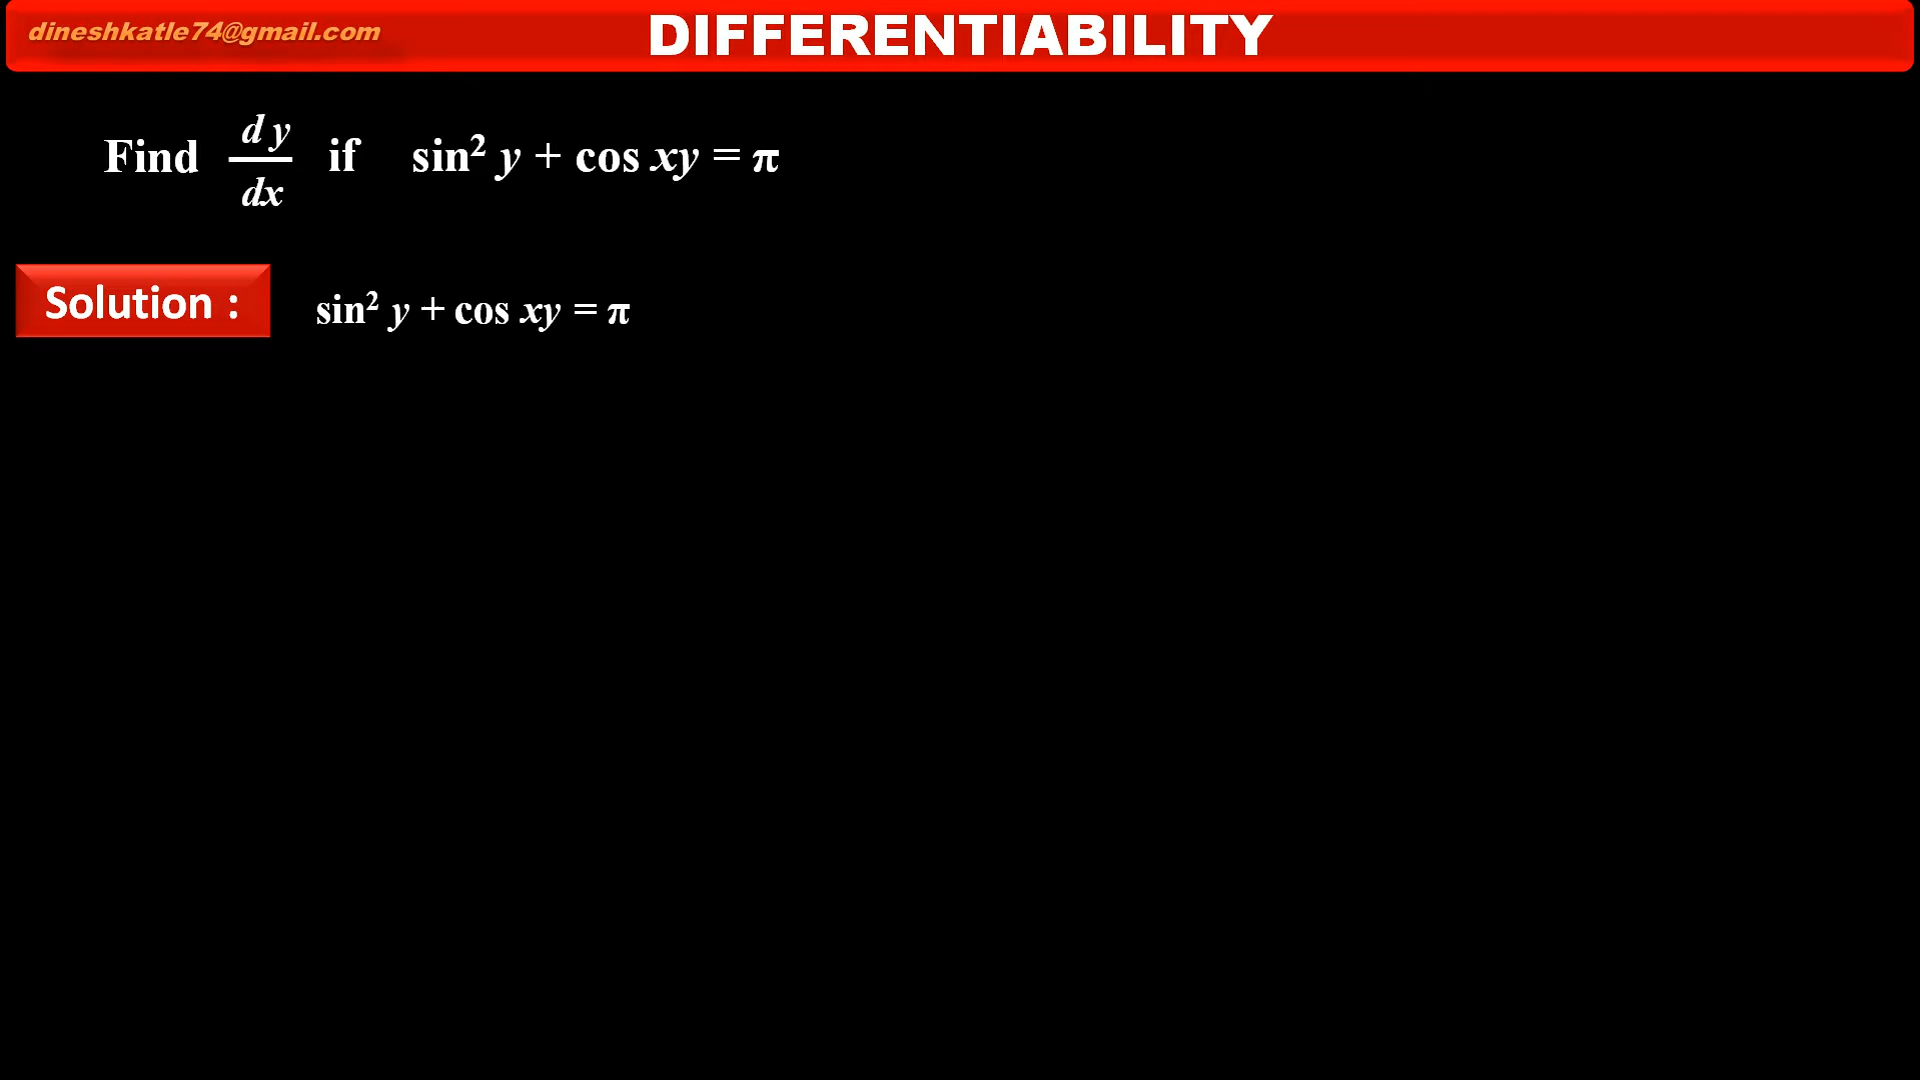 dineshkatle74@gmail.com
DIFFERENTIABILITY
Find dy/dx if sin² y + cos xy = π
Solution :
sin² y + cos xy = π